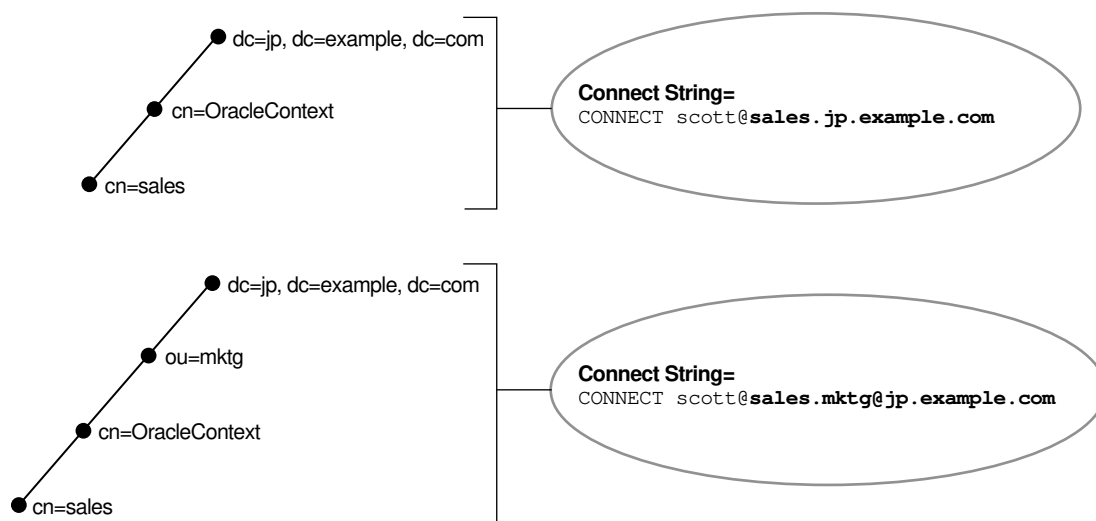 dc=jp, dc=example, dc=com
cn=OracleContext
cn=sales
Connect String=
CONNECT scott@sales.jp.example.com
dc=jp, dc=example, dc=com
ou=mktg
cn=OracleContext
cn=sales
Connect String=
CONNECT scott@sales.mktg@jp.example.com